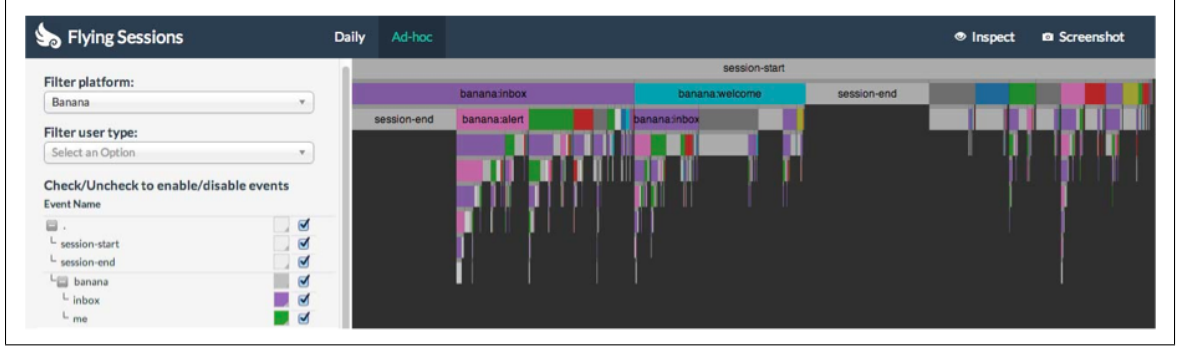 Flying Sessions Daily Ad-hoc Inspect Screenshot
Filter platform:
Banana
Filter user type:
Select an Option
Check/Uncheck to enable/disable events
Event Name
.
session-start
session-end
banana
inbox
me
session-start
banana:inbox banana:welcome session-end
session-end banana:alert banana:inbox